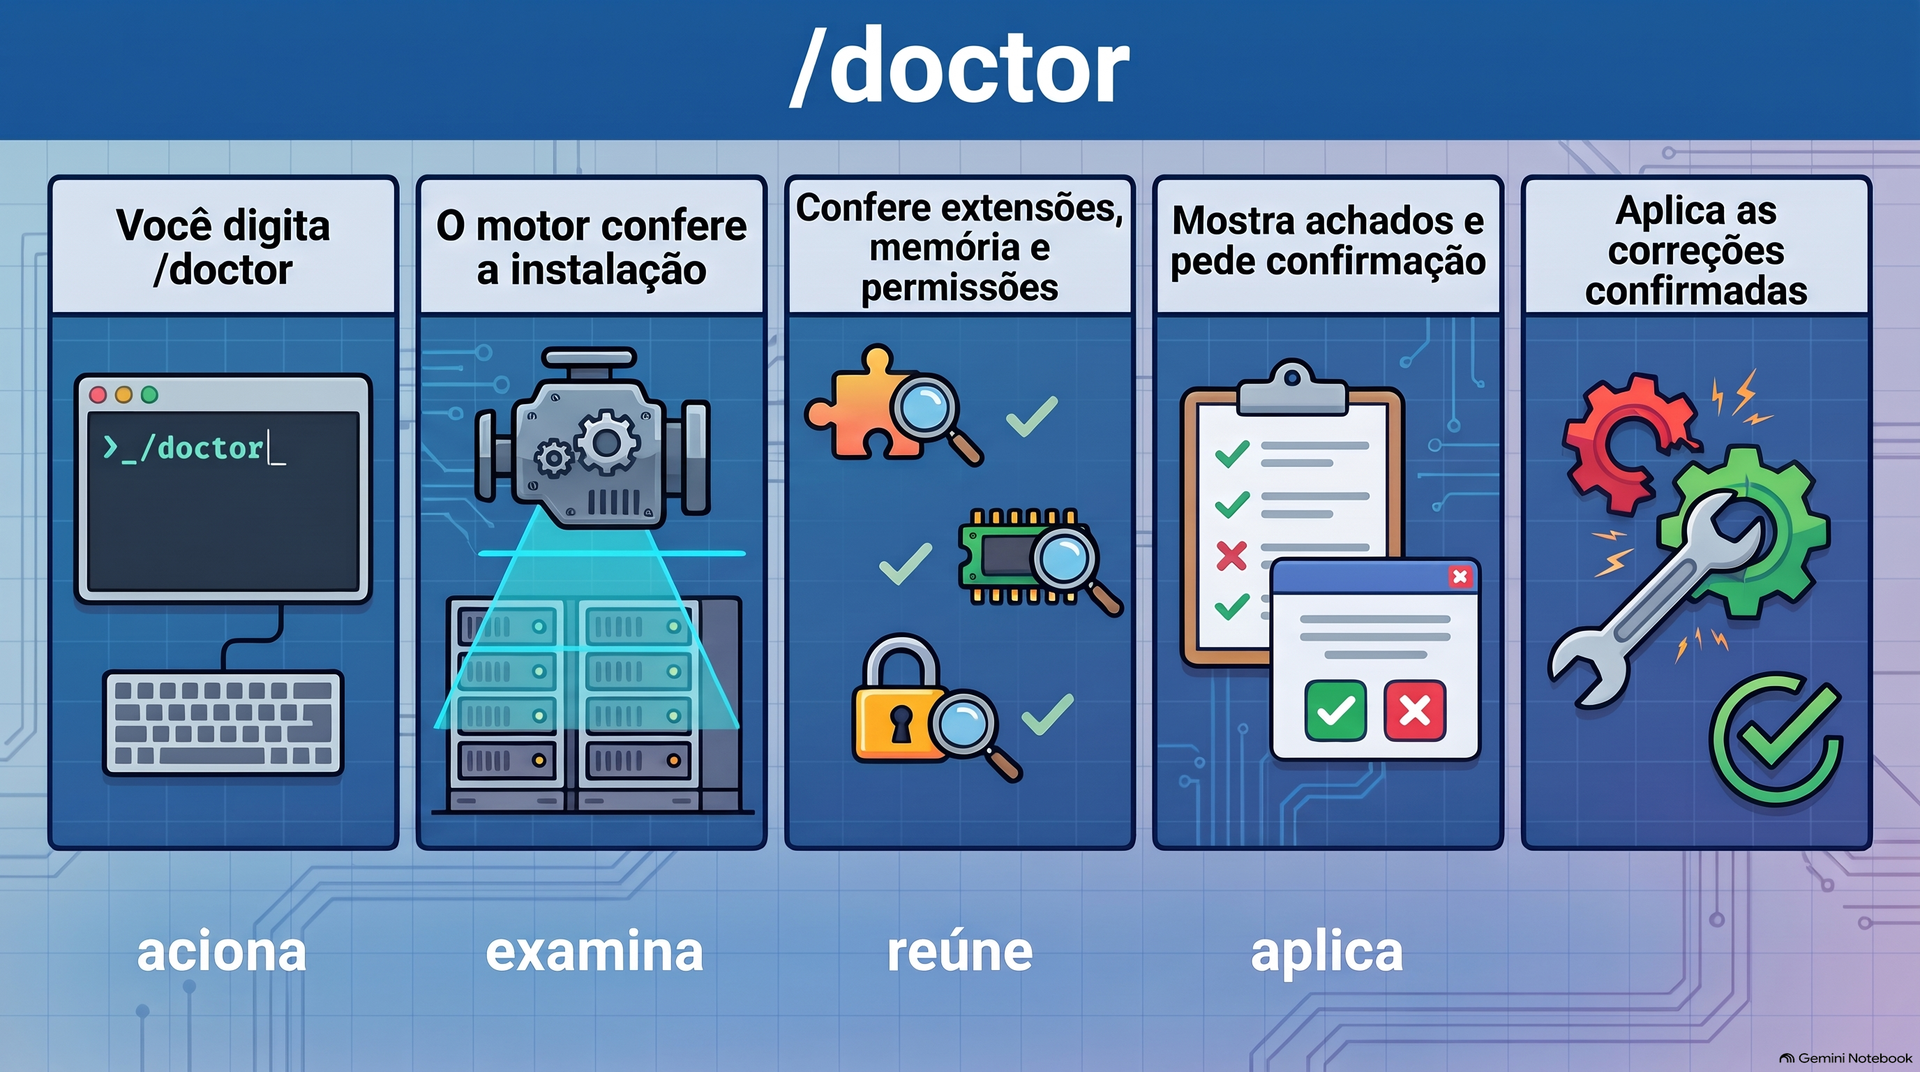 /doctor
Você digita
/doctor
O motor confere
a instalação
Confere extensões,
memória e
permissões
Mostra achados e
pede confirmação
Aplica as
correções
confirmadas
❯_/doctor|_
aciona
examina
reúne
aplica
Gemini Notebook